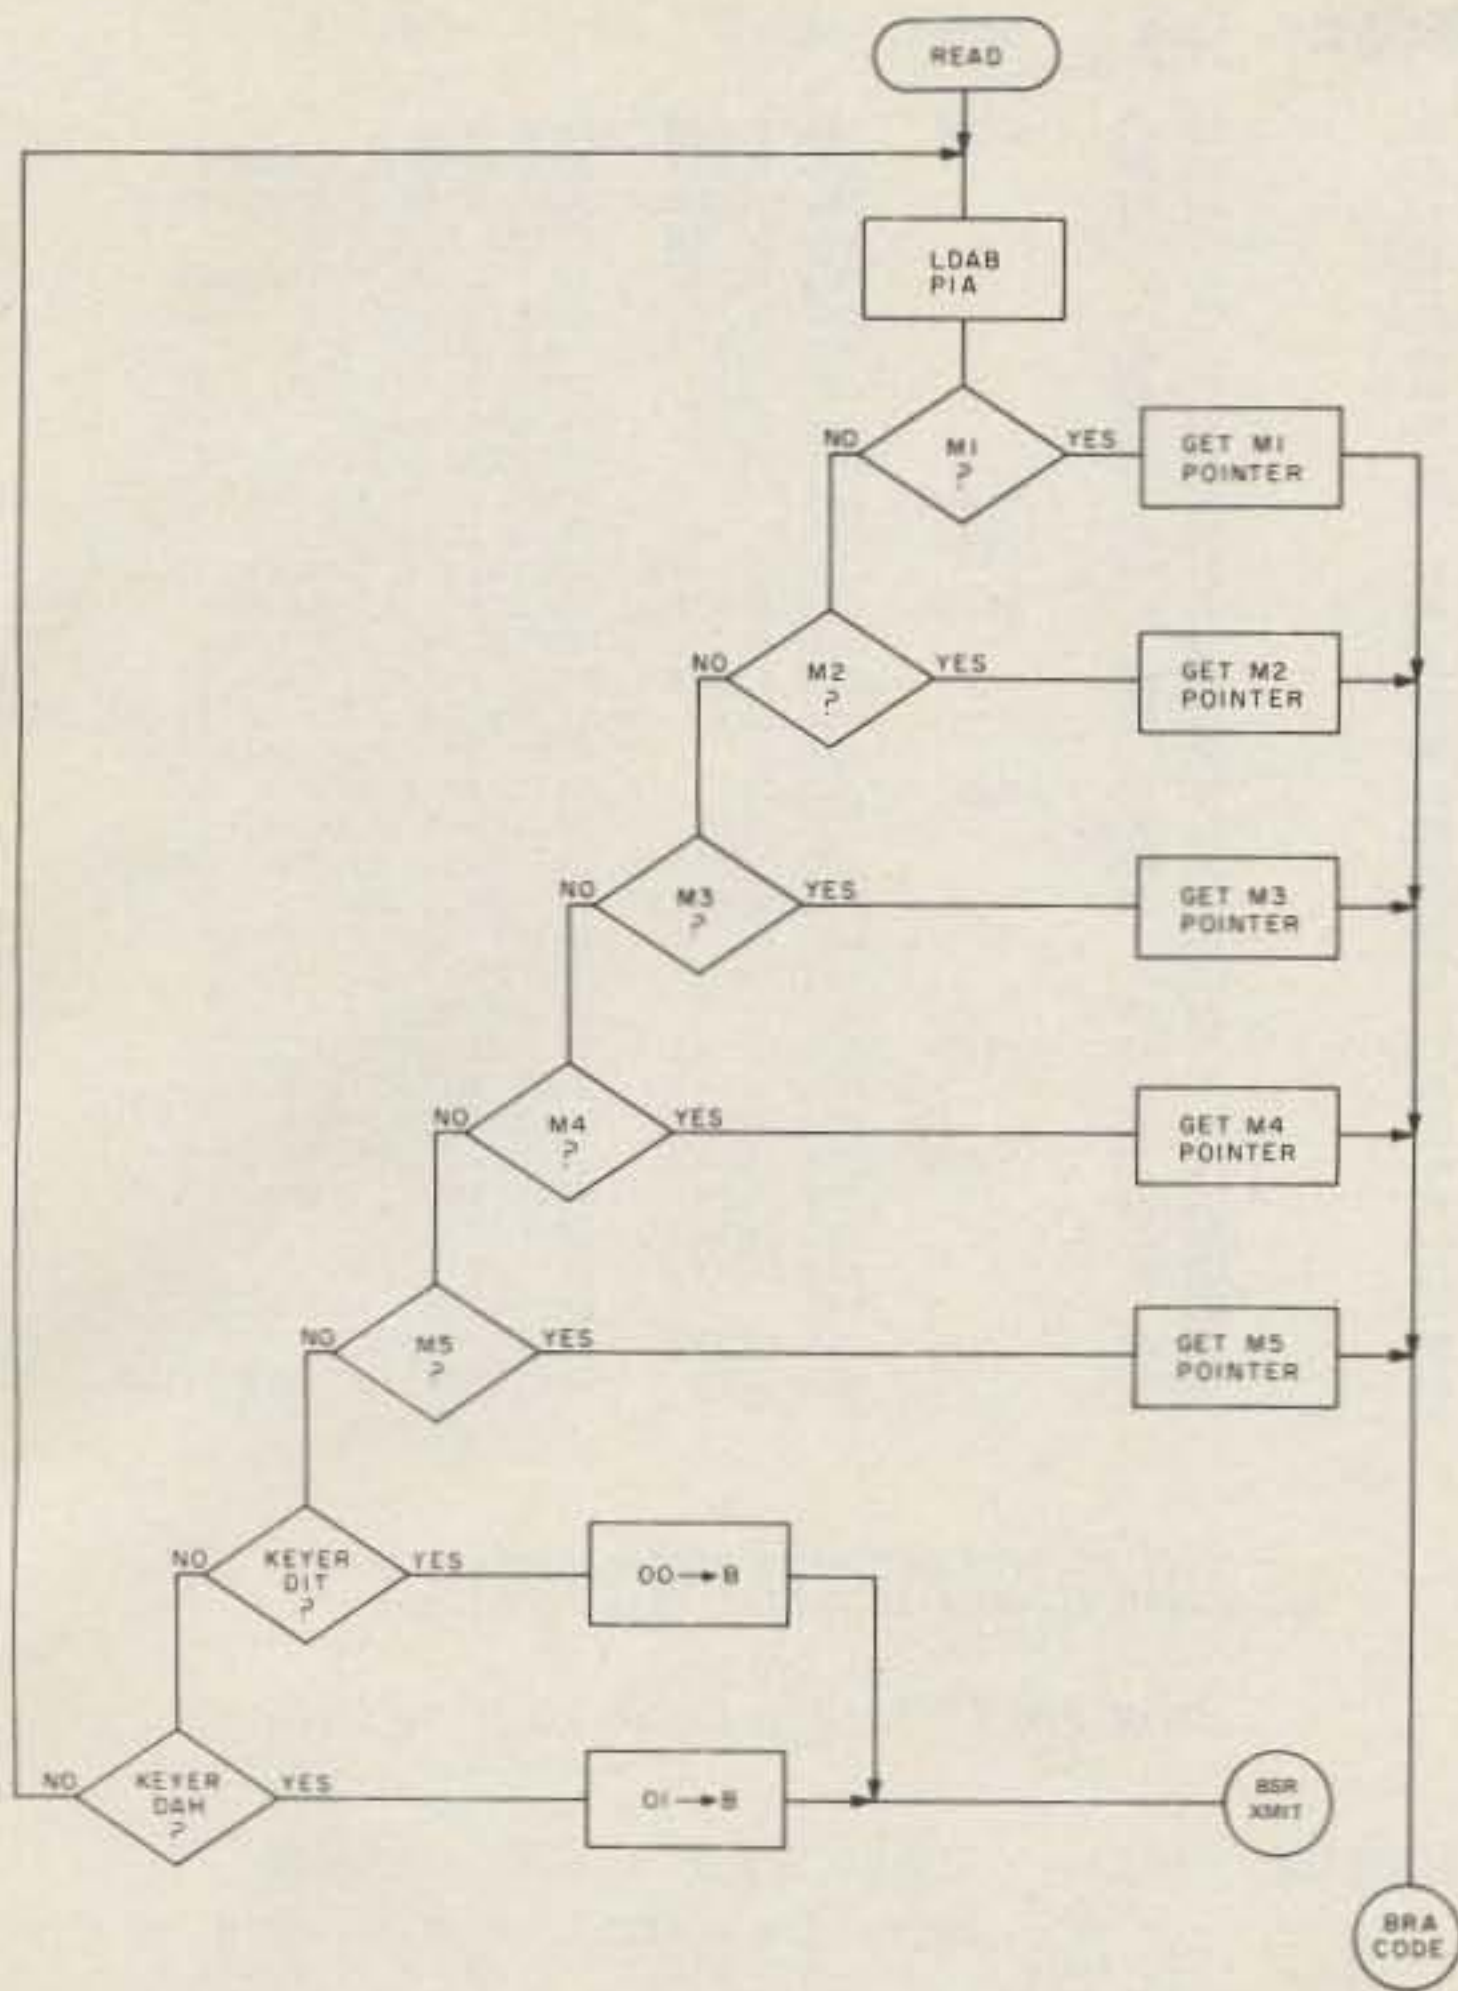 READ
LDAB
PIA
NO
M1
?
YES
GET M1
POINTER
NO
M2
?
YES
GET M2
POINTER
NO
M3
?
YES
GET M3
POINTER
NO
M4
?
YES
GET M4
POINTER
NO
M5
?
YES
GET M5
POINTER
NO
KEYER
DIT
?
YES
00→B
NO
KEYER
DAH
?
YES
01→B
BSR
XMIT
BRA
CODE